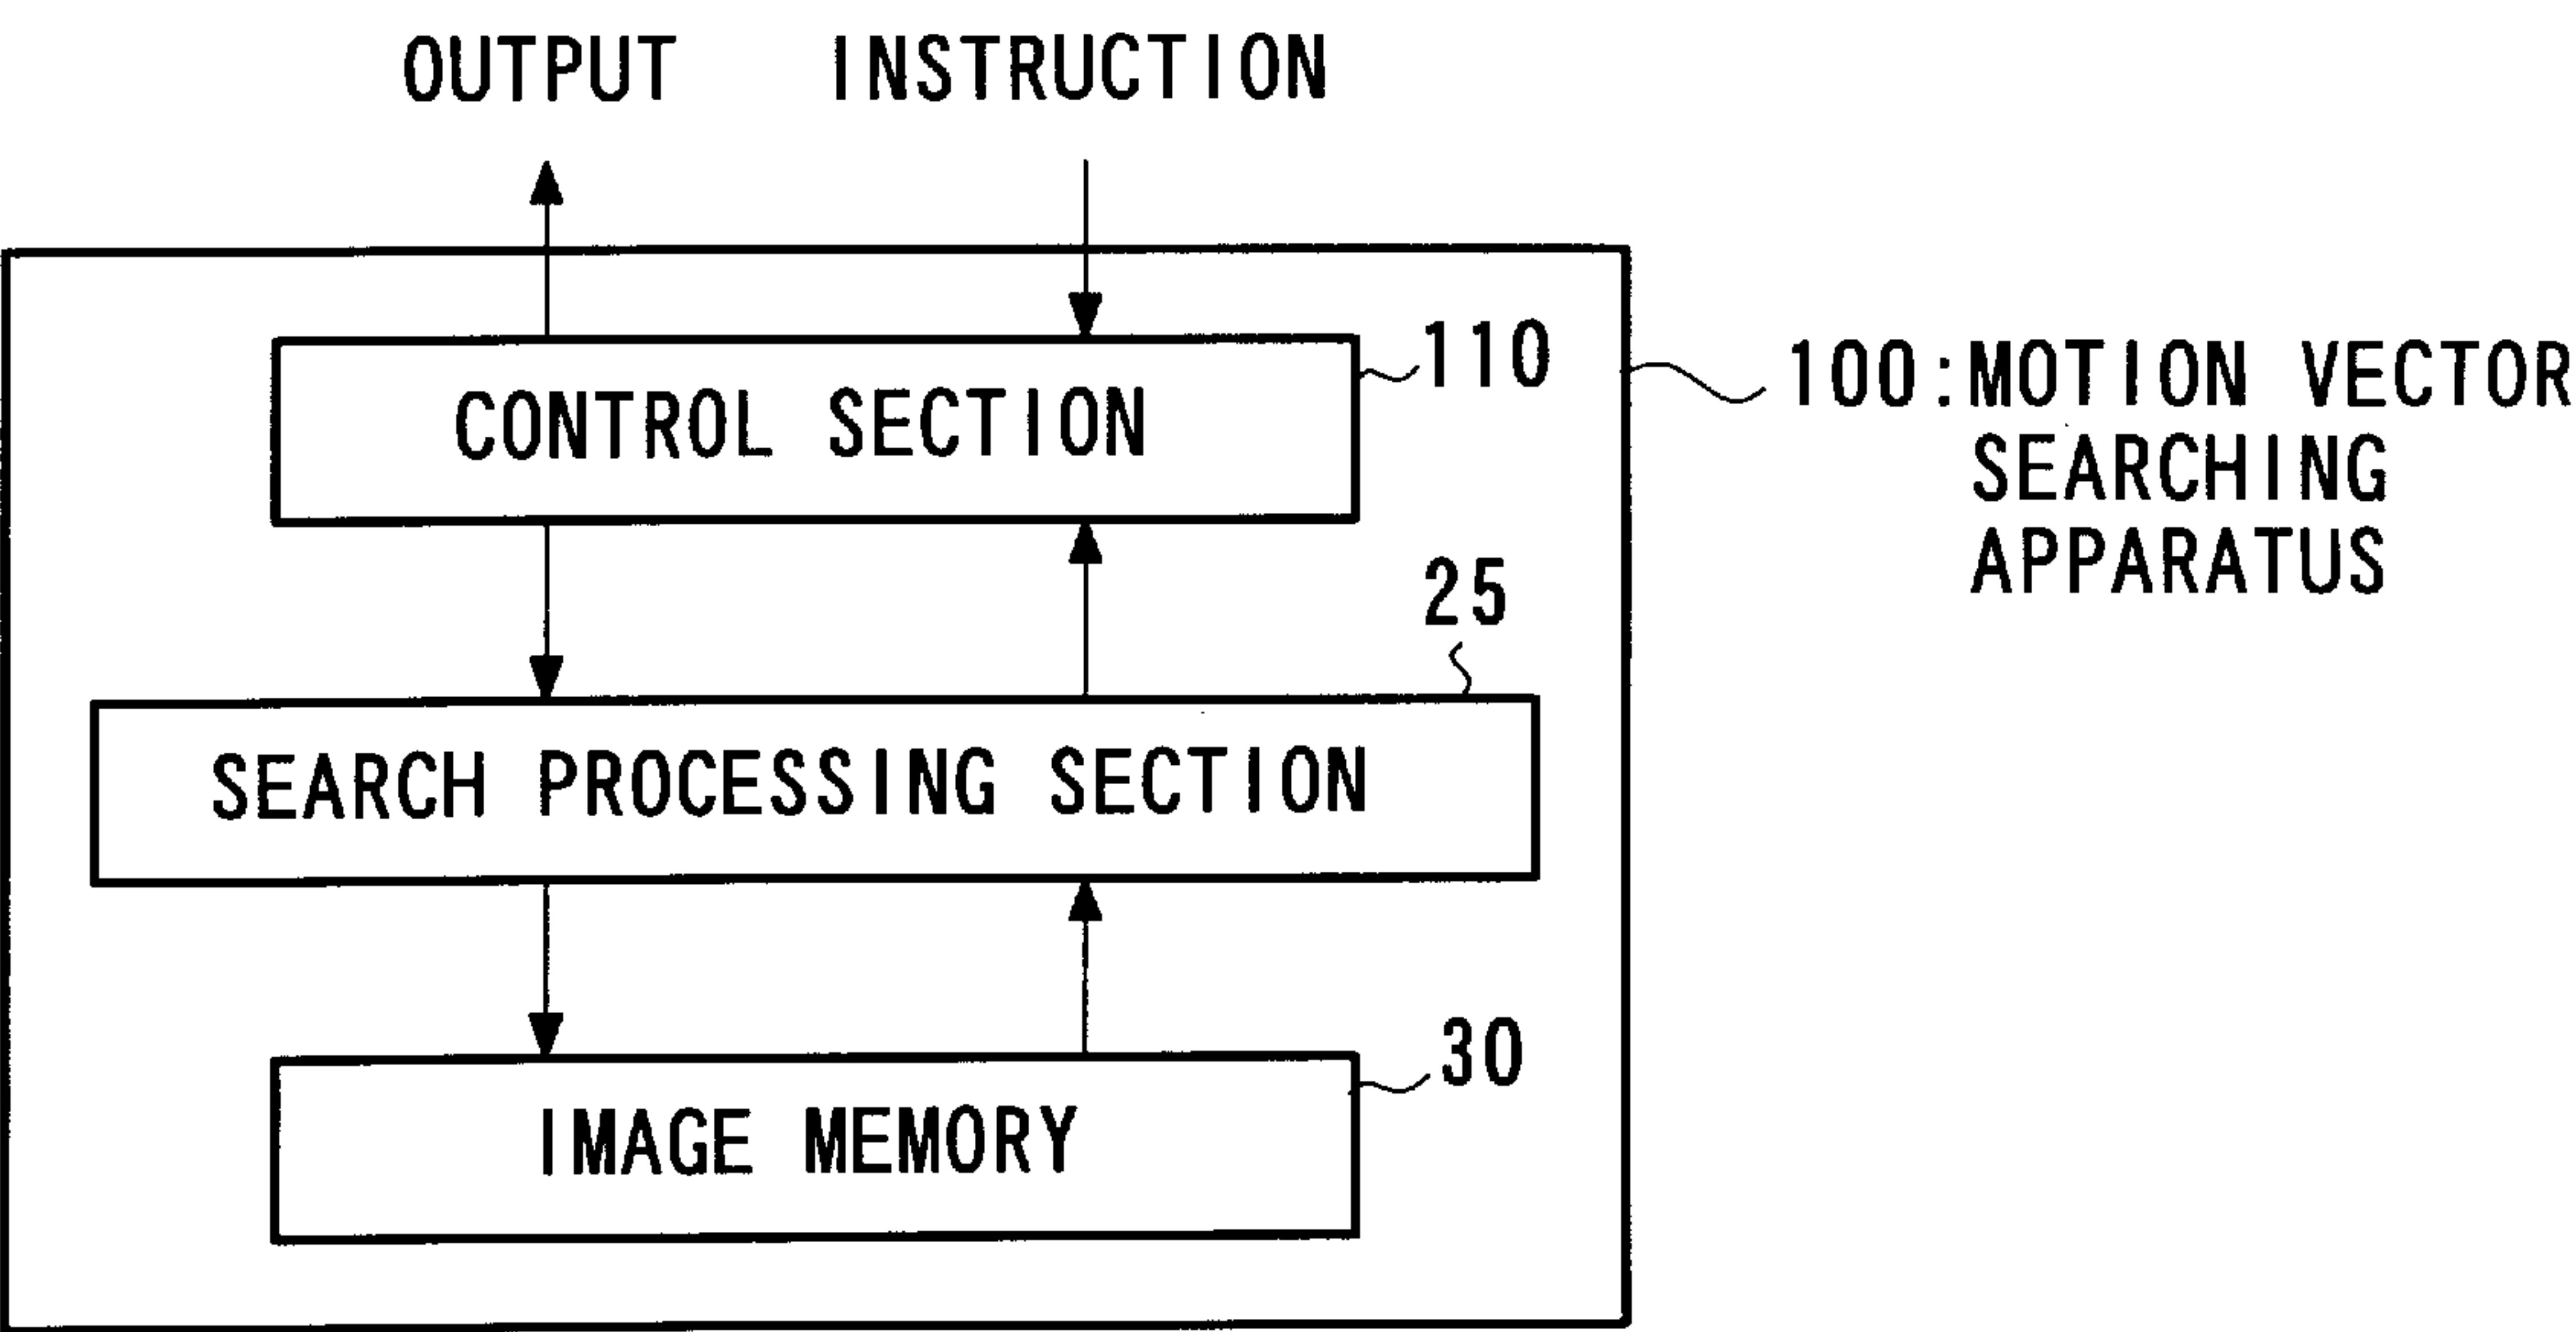 OUTPUT
INSTRUCTION
110
CONTROL SECTION
100:MOTION VECTOR
SEARCHING
APPARATUS
25
SEARCH PROCESSING SECTION
30
IMAGE MEMORY